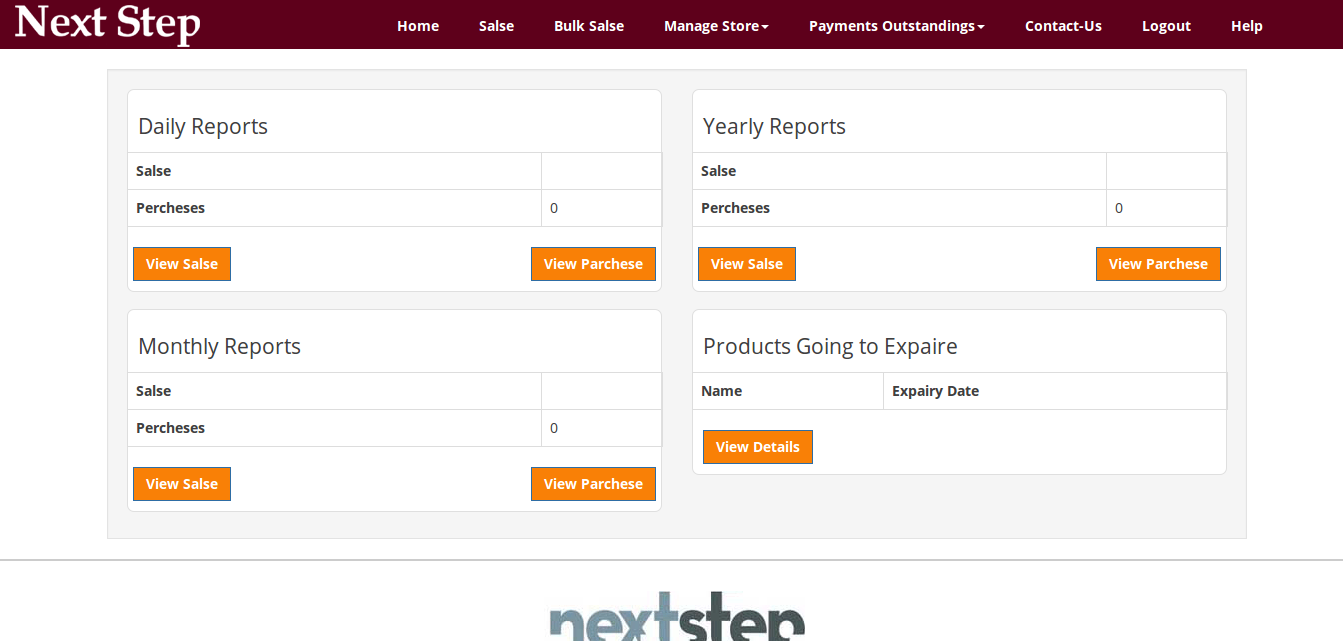 Next Step
Home Salse Bulk Salse Manage Store Payments Outstandings Contact-Us Logout Help
Daily Reports
Salse
Percheses 0
View Salse View Parchese
Yearly Reports
Salse
Percheses 0
View Salse View Parchese
Monthly Reports
Salse
Percheses 0
View Salse View Parchese
Products Going to Expaire
Name Expairy Date
View Details
nextstep